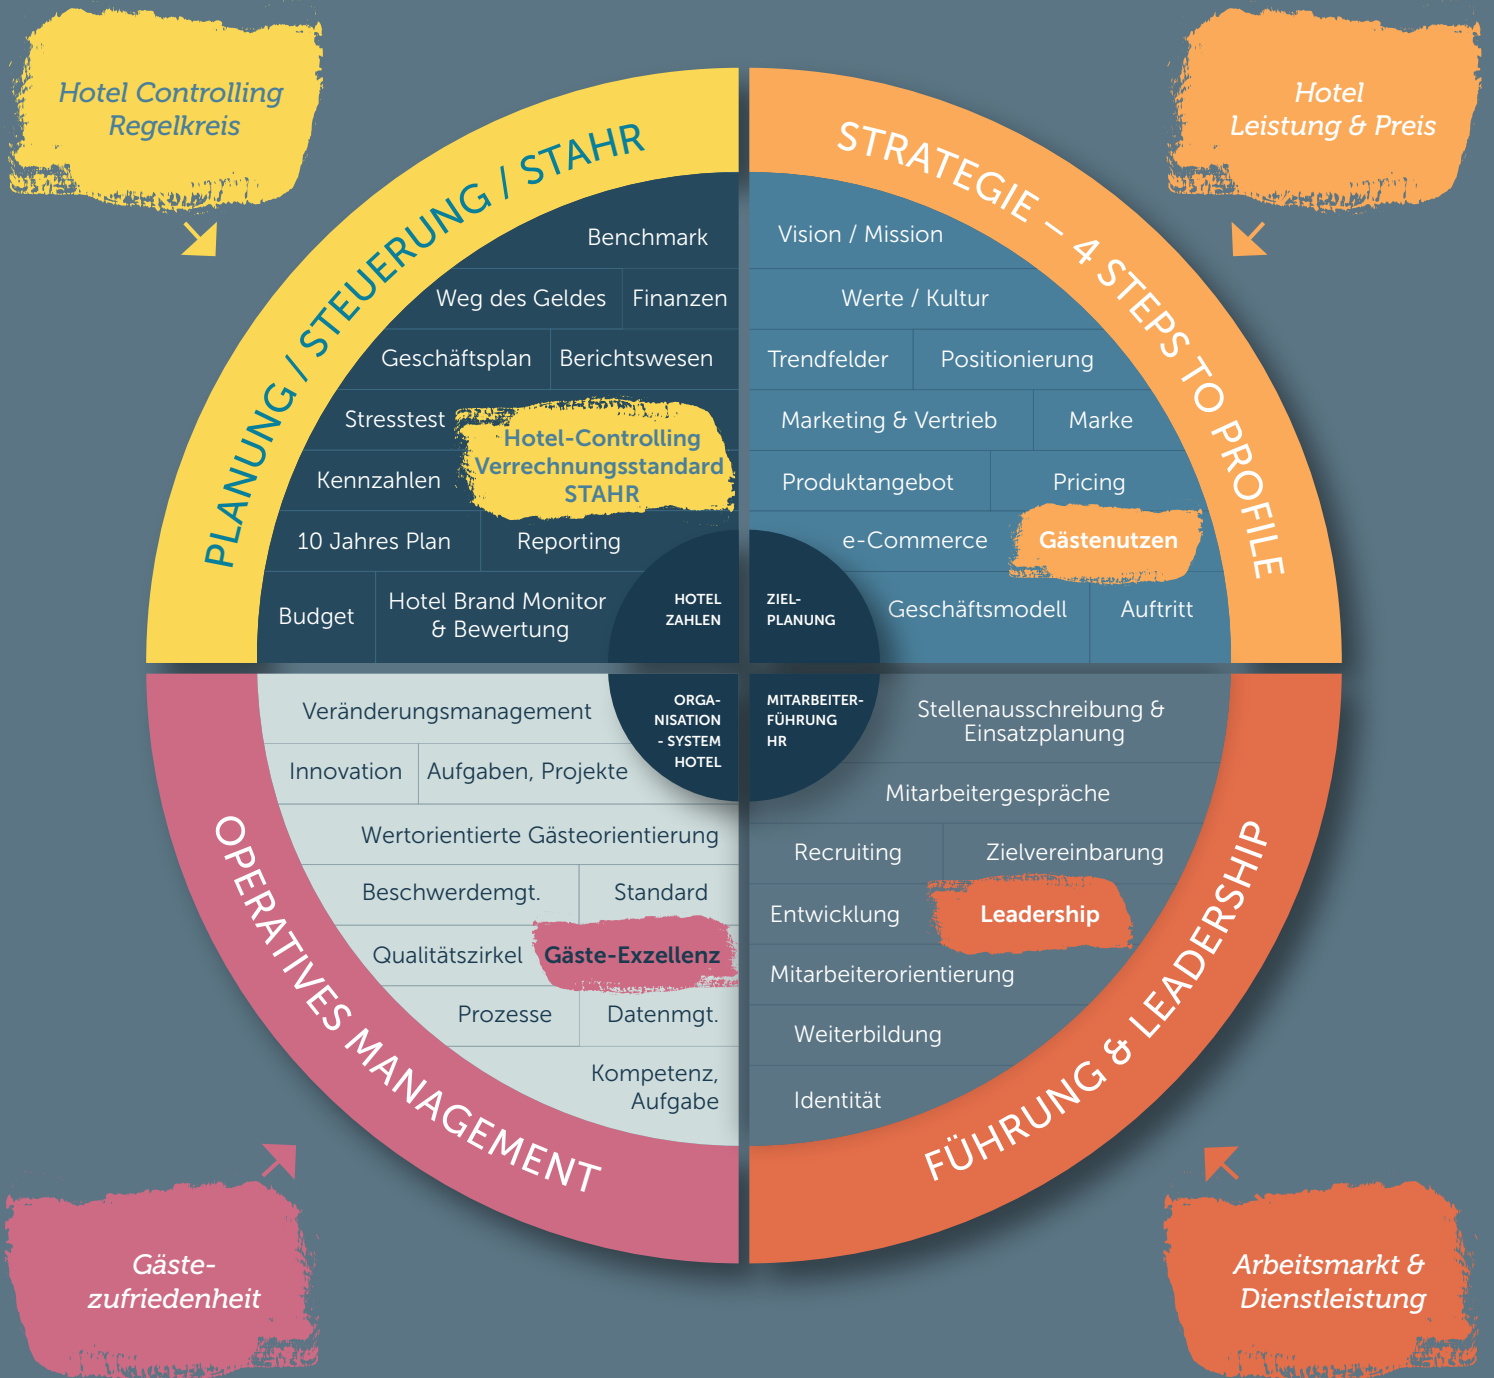 Hotel Controlling
Regelkreis
Hotel
Leistung & Preis
PLANUNG / STEUERUNG / STAHR
Benchmark
Weg des Geldes
Finanzen
Geschäftsplan
Berichtswesen
Stresstest
Hotel-Controlling
Verrechnungsstandard
STAHR
Kennzahlen
10 Jahres Plan
Reporting
Budget
Hotel Brand Monitor
& Bewertung
HOTEL
ZAHLEN
STRATEGIE – 4 STEPS TO PROFILE
Vision / Mission
Werte / Kultur
Trendfelder
Positionierung
Marketing & Vertrieb
Marke
Produktangebot
Pricing
e-Commerce
Gästenutzen
Geschäftsmodell
Auftritt
ZIEL-
PLANUNG
OPERATIVES MANAGEMENT
ORGA-
NISATION
- SYSTEM
HOTEL
Veränderungsmanagement
Innovation
Aufgaben, Projekte
Wertorientierte Gästeorientierung
Beschwerdemgt.
Standard
Qualitätszirkel
Gäste-Exzellenz
Prozesse
Datenmgt.
Kompetenz,
Aufgabe
FÜHRUNG & LEADERSHIP
MITARBEITER-
FÜHRUNG
HR
Stellenausschreibung &
Einsatzplanung
Mitarbeitergespräche
Recruiting
Zielvereinbarung
Entwicklung
Leadership
Mitarbeiterorientierung
Weiterbildung
Identität
Gäste-
zufriedenheit
Arbeitsmarkt &
Dienstleistung